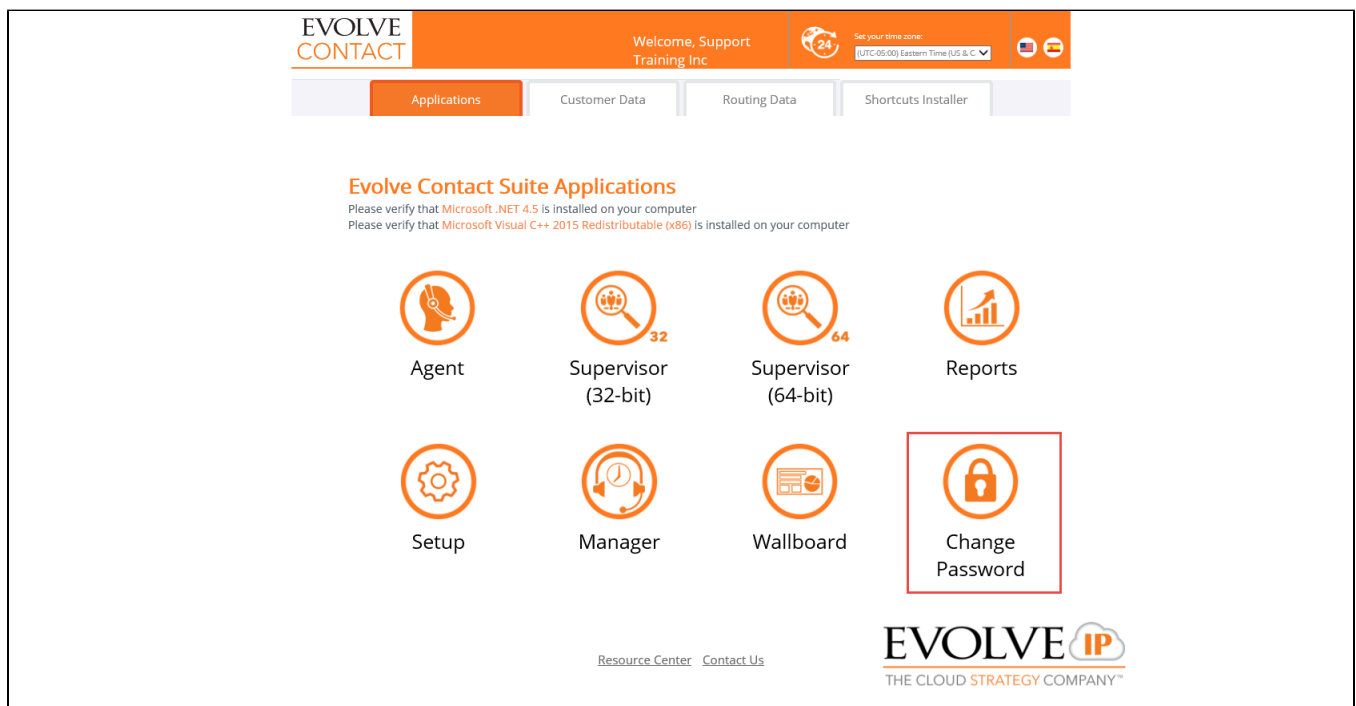 EVOLVE
CONTACT
Welcome, Support
Training Inc
24
Set your time zone:
(UTC-05:00) Eastern Time (US & C
Applications
Customer Data
Routing Data
Shortcuts Installer
Evolve Contact Suite Applications
Please verify that Microsoft .NET 4.5 is installed on your computer
Please verify that Microsoft Visual C++ 2015 Redistributable (x86) is installed on your computer
32
64
Agent
Supervisor
(32-bit)
Supervisor
(64-bit)
Reports
Setup
Manager
Wallboard
Change
Password
Resource Center
Contact Us
EVOLVE IP
THE CLOUD STRATEGY COMPANY™